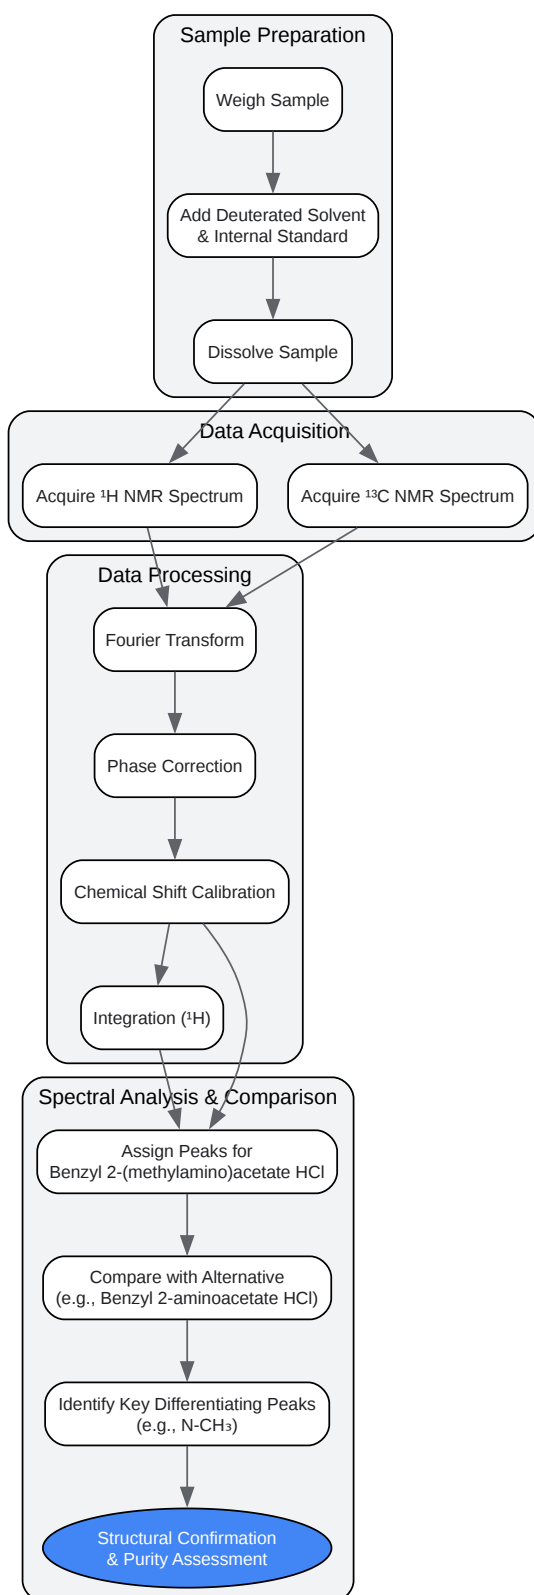 Sample Preparation
Weigh Sample
Add Deuterated Solvent
& Internal Standard
Dissolve Sample
Data Acquisition
Acquire ¹H NMR Spectrum
Acquire ¹³C NMR Spectrum
Data Processing
Fourier Transform
Phase Correction
Chemical Shift Calibration
Integration (¹H)
Spectral Analysis & Comparison
Assign Peaks for
Benzyl 2-(methylamino)acetate HCl
Compare with Alternative
(e.g., Benzyl 2-aminoacetate HCl)
Identify Key Differentiating Peaks
(e.g., N-CH₃)
Structural Confirmation
& Purity Assessment